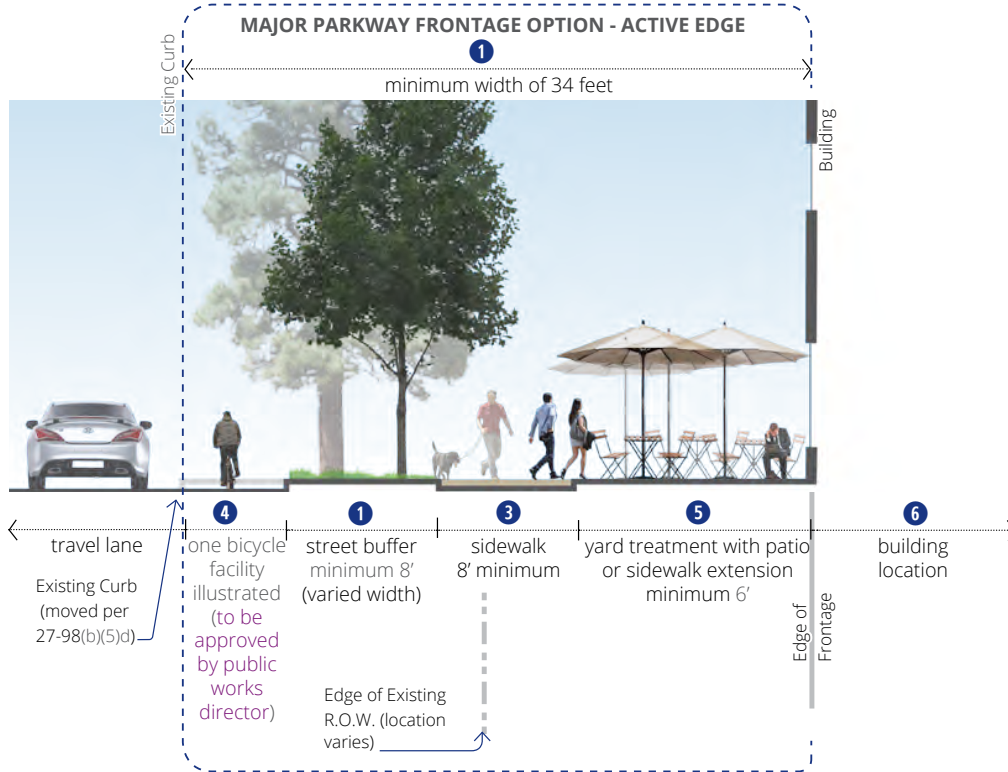 MAJOR PARKWAY FRONTAGE OPTION - ACTIVE EDGE
1
minimum width of 34 feet
Existing Curb
Building
4
1
3
5
6
travel lane
one bicycle
facility
illustrated
(to be
approved
by public
works
director)
street buffer
minimum 8'
(varied width)
sidewalk
8' minimum
yard treatment with patio
or sidewalk extension
minimum 6'
building
location
Existing Curb
(moved per
27-98(b)(5)d)
Edge of Existing
R.O.W. (location
varies)
Edge of
Frontage